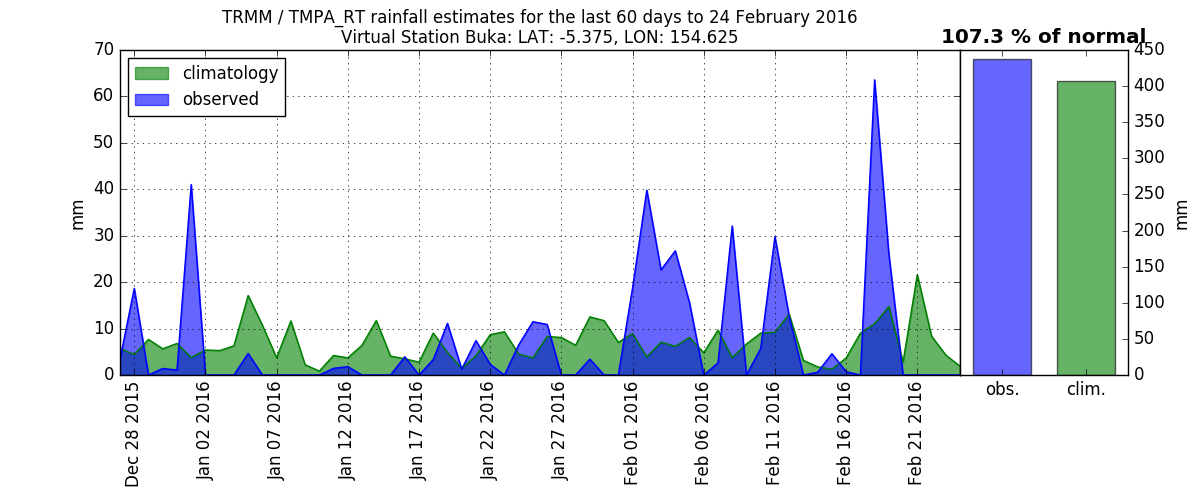 TRMM / TMPA_RT rainfall estimates for the last 60 days to 24 February 2016
Virtual Station Buka: LAT: -5.375, LON: 154.625
107.3 % of normal
climatology
observed
70
60
50
40
30
20
10
0
mm
Dec 28 2015
Jan 02 2016
Jan 07 2016
Jan 12 2016
Jan 17 2016
Jan 22 2016
Jan 27 2016
Feb 01 2016
Feb 06 2016
Feb 11 2016
Feb 16 2016
Feb 21 2016
450
400
350
300
250
200
150
100
50
0
mm
obs.
clim.